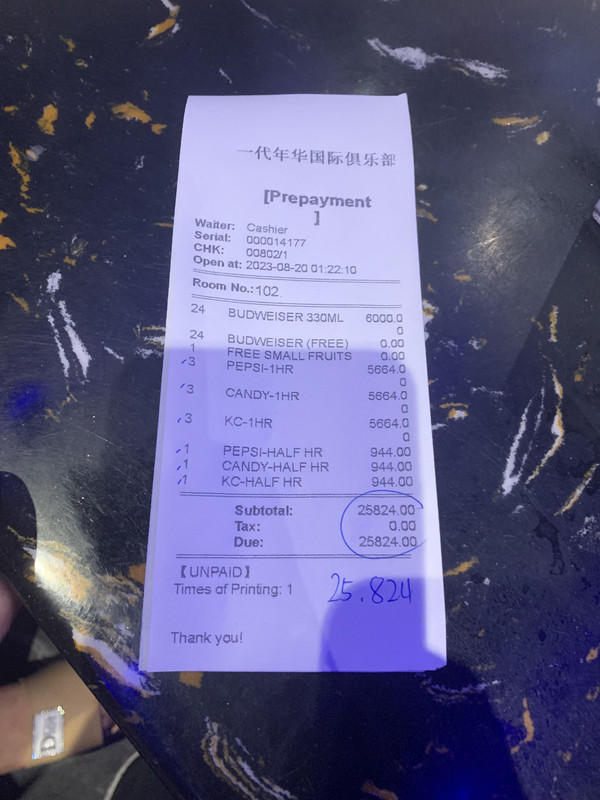 一代年华国际俱乐部
[Prepayment
]
Waiter: Cashier
Serial: 000014177
CHK: 00802/1
Open at: 2023-08-20 01:22:10
Room No.:102
24 BUDWEISER 330ML 6000.0
0
24 BUDWEISER (FREE) 0.00
1 FREE SMALL FRUITS 0.00
3 PEPSI-1HR 5664.0
0
3 CANDY-1HR 5664.0
0
3 KC-1HR 5664.0
0
1 PEPSI-HALF HR 944.00
1 CANDY-HALF HR 944.00
1 KC-HALF HR 944.00
Subtotal: 25824.00
Tax: 0.00
Due: 25824.00
【UNPAID】
Times of Printing: 1
25.824
Thank you!